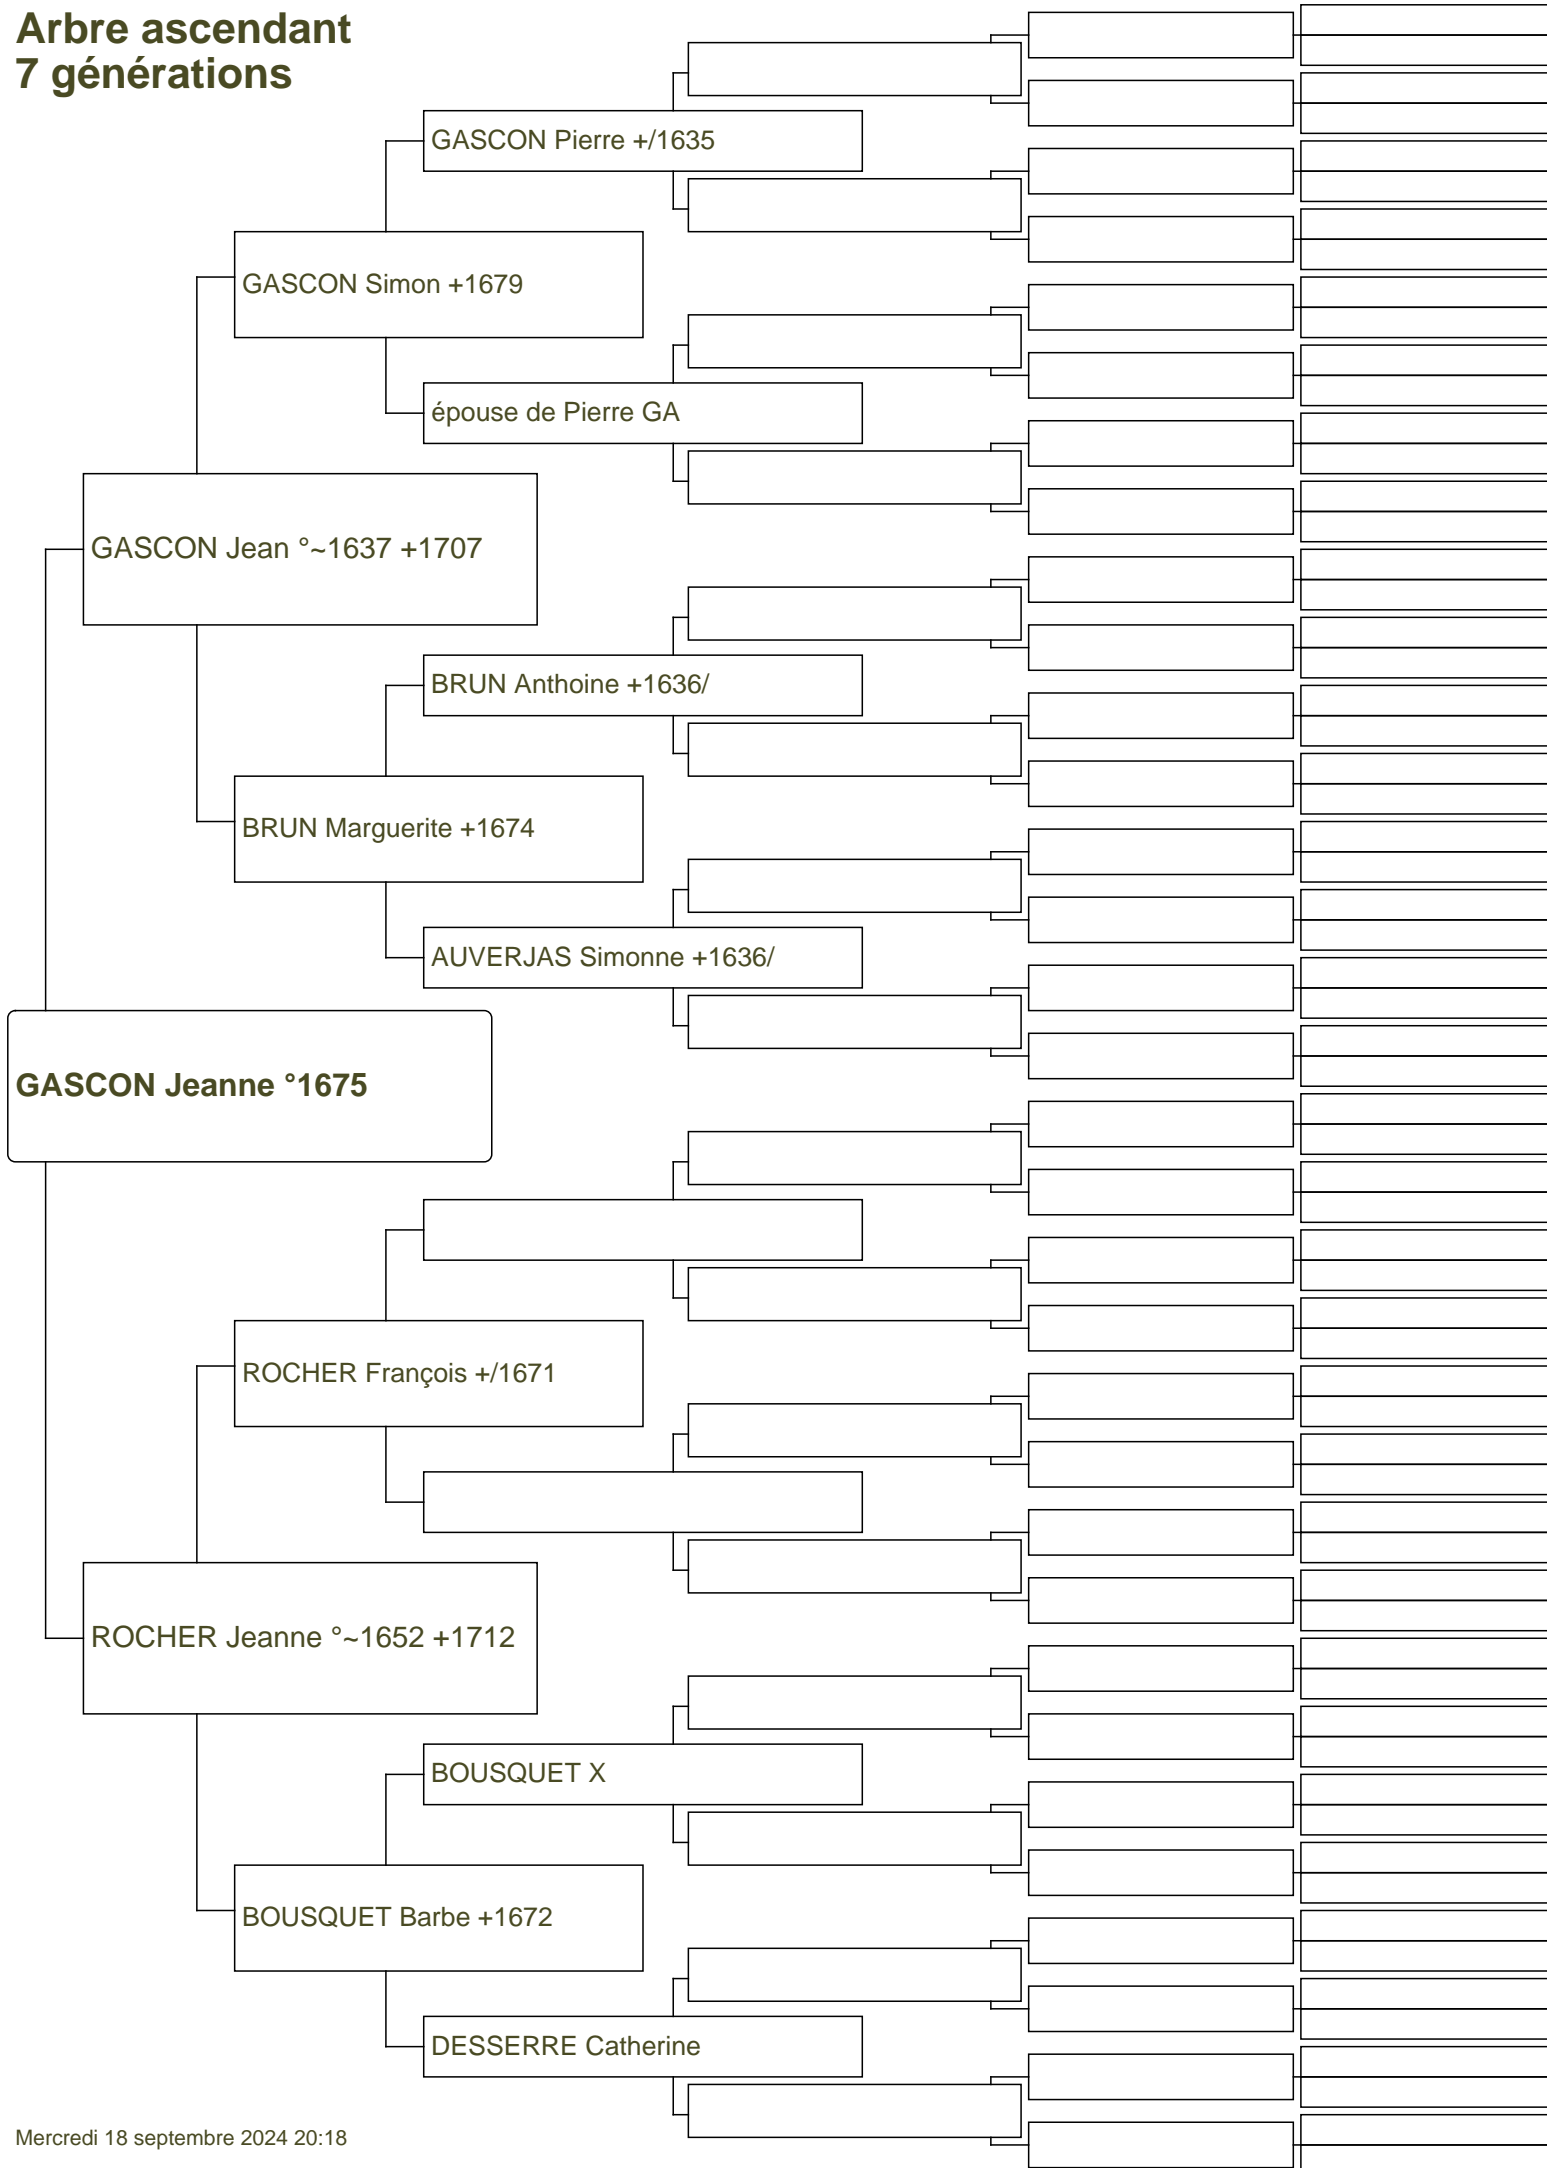 Arbre ascendant
7 générations
GASCON Pierre +/1635
GASCON Simon +1679
épouse de Pierre GA
GASCON Jean °~1637 +1707
BRUN Anthoine +1636/
BRUN Marguerite +1674
AUVERJAS Simonne +1636/
GASCON Jeanne °1675
ROCHER François +/1671
ROCHER Jeanne °~1652 +1712
BOUSQUET X
BOUSQUET Barbe +1672
DESSERRE Catherine
Mercredi 18 septembre 2024 20:18